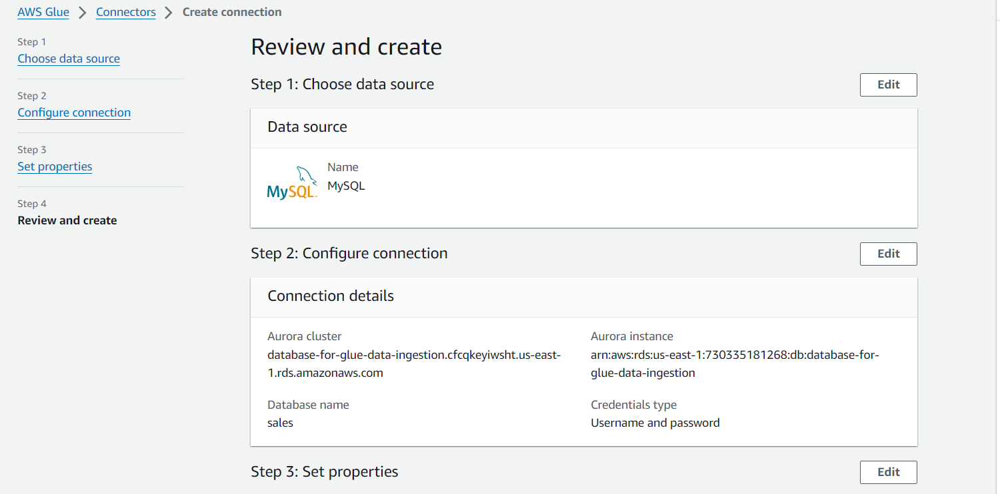 AWS Glue > Connectors > Create connection
Step 1
Choose data source
Step 2
Configure connection
Step 3
Set properties
Step 4
Review and create
Review and create
Step 1: Choose data source
Edit
Data source
MySQL
Name
MySQL
Step 2: Configure connection
Edit
Connection details
Aurora cluster
database-for-glue-data-ingestion.cfcqkeyiwsht.us-east-
1.rds.amazonaws.com
Aurora instance
arn:aws:rds:us-east-1:730335181268:db:database-for-
glue-data-ingestion
Database name
sales
Credentials type
Username and password
Step 3: Set properties
Edit